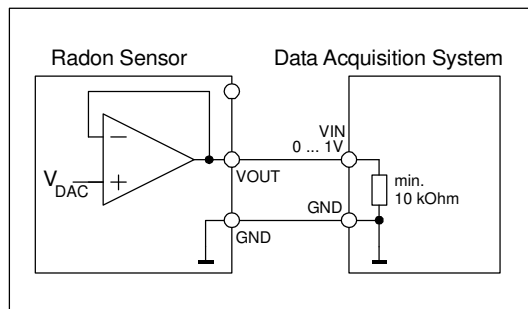 Radon Sensor
Data Acquisition System
−
+
V DAC
VOUT
GND
VIN
0 ... 1V
GND
min.
10 kOhm